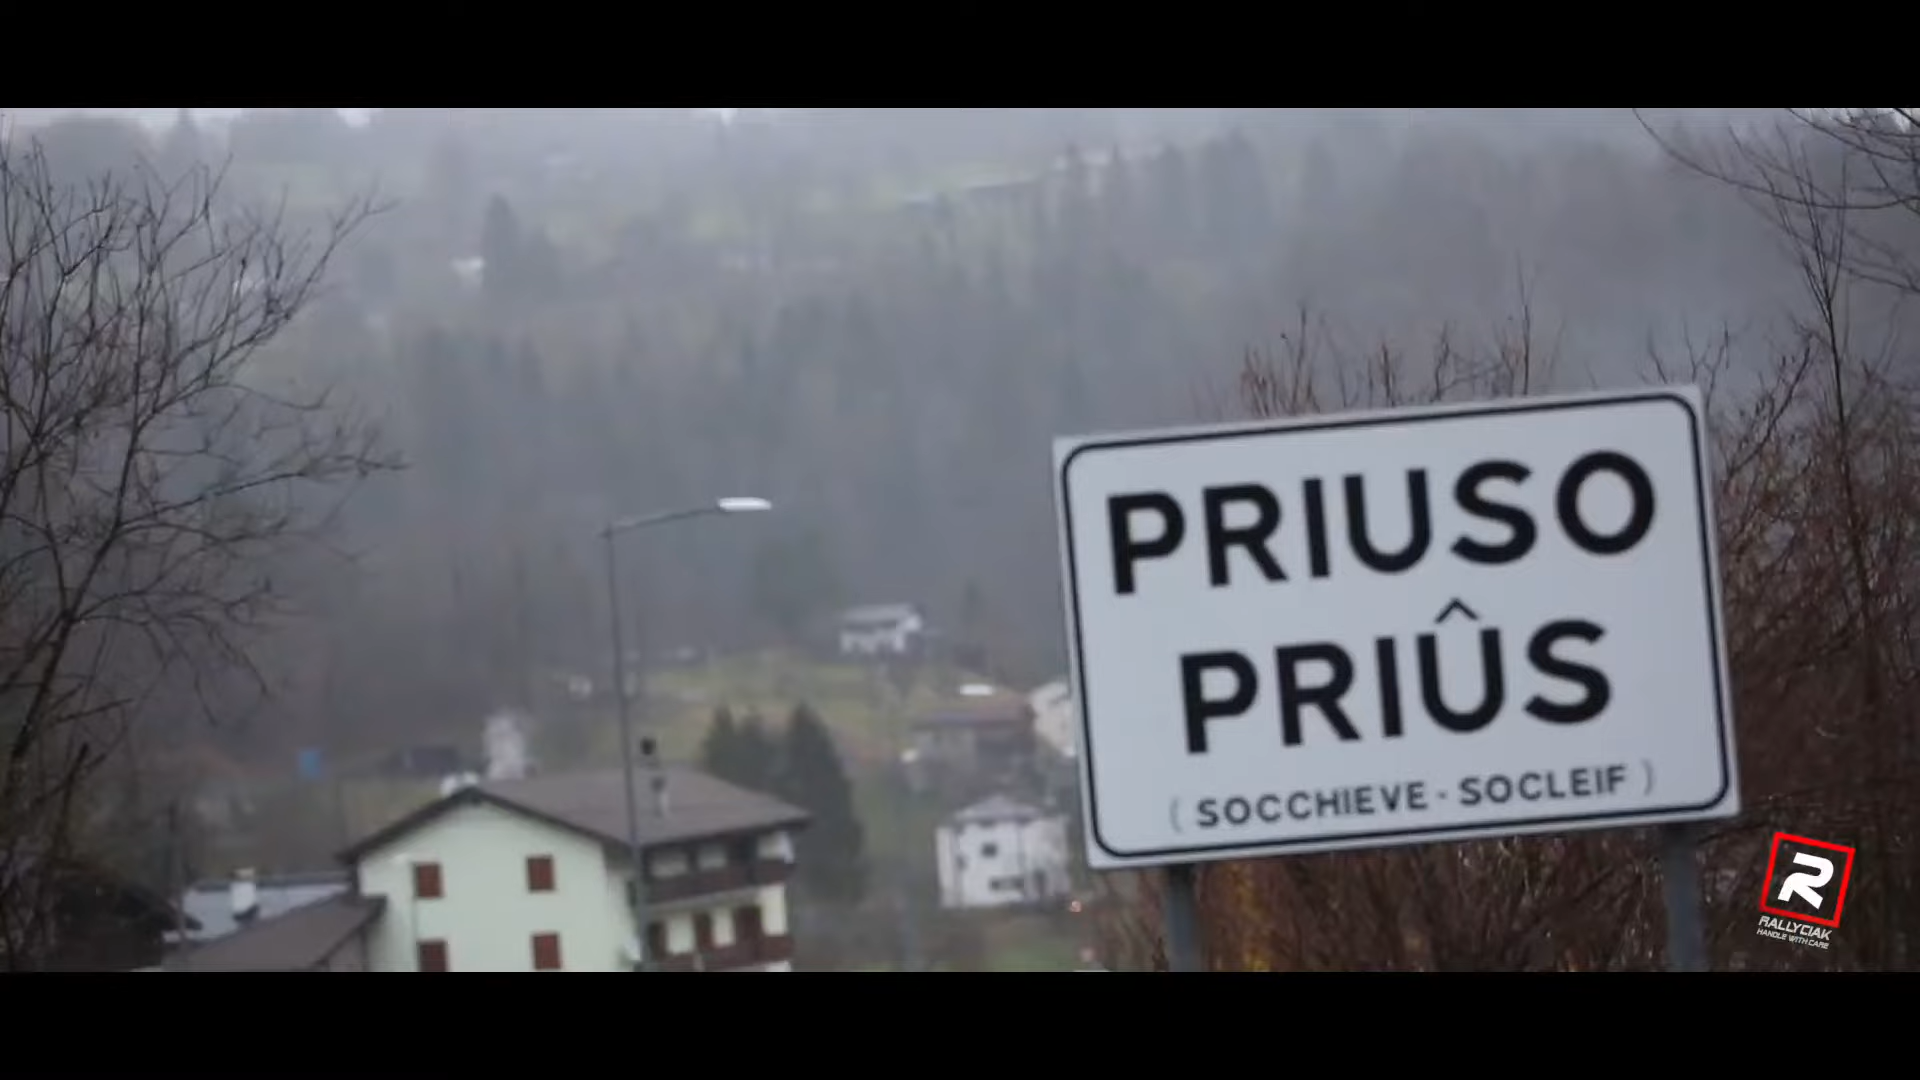 PRIUSO
PRIÛS
(SOCCHIEVE - SOCLEIF)
R
RALLYCIAK
HANDLE WITH CARE